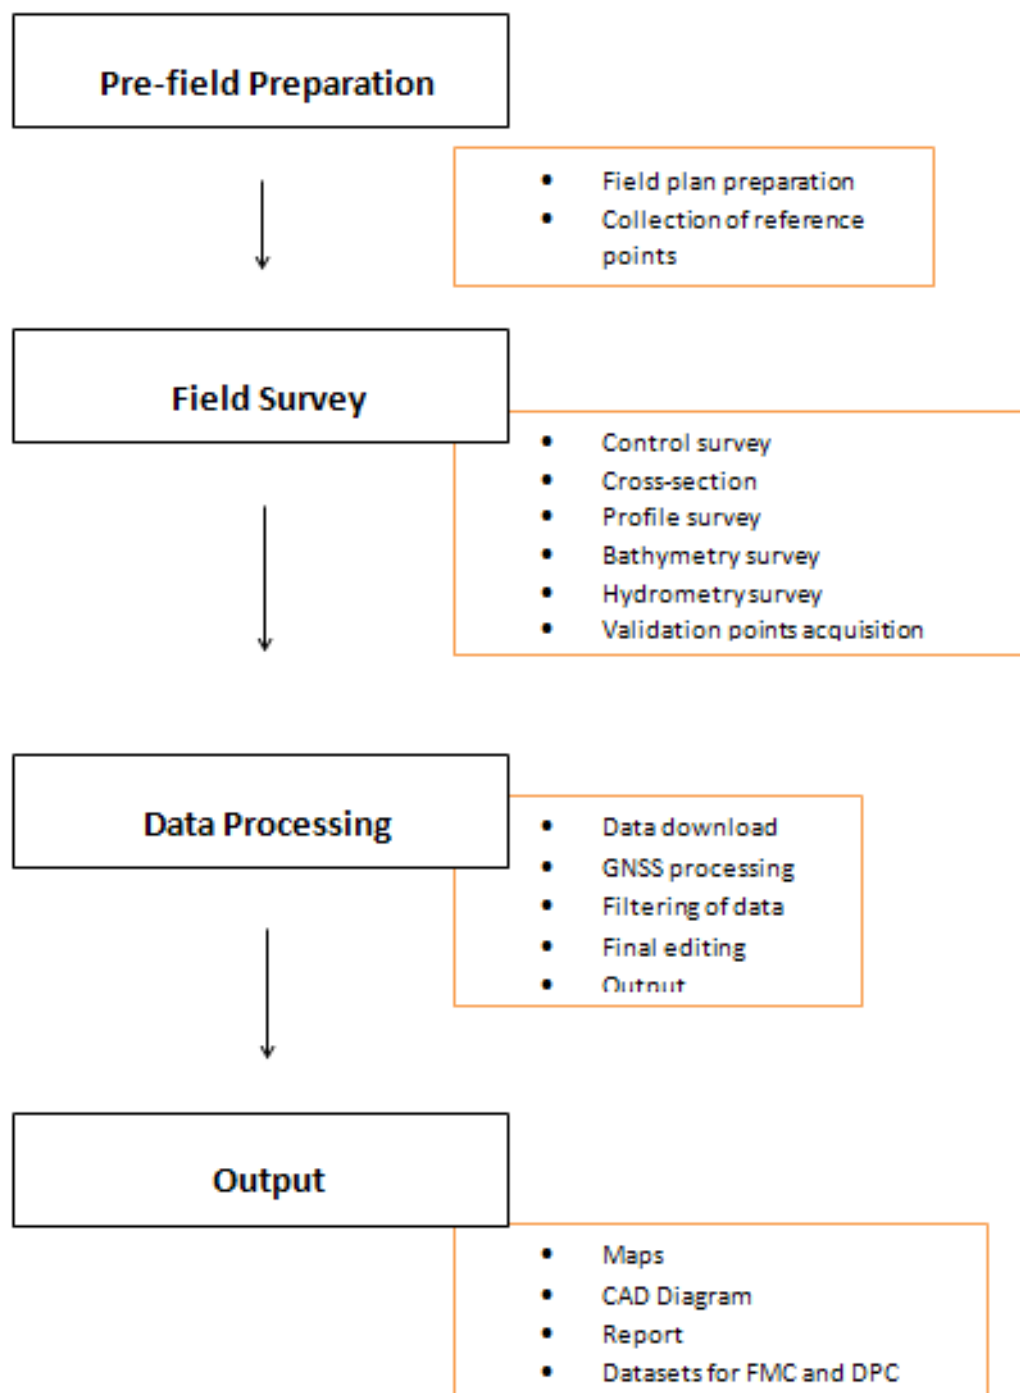 Pre-field Preparation
• Field plan preparation
• Collection of reference
points
Field Survey
• Control survey
• Cross-section
• Profile survey
• Bathymetry survey
• Hydrometry survey
• Validation points acquisition
Data Processing
• Data download
• GNSS processing
• Filtering of data
• Final editing
• Output
Output
• Maps
• CAD Diagram
• Report
• Datasets for FMC and DPC